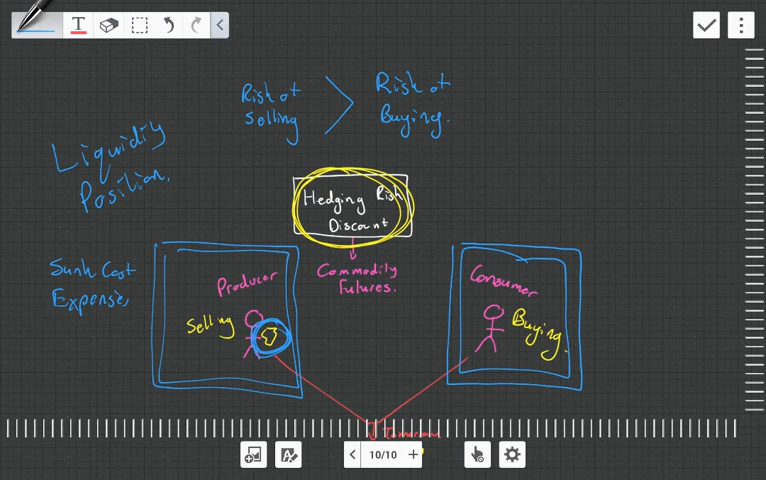 T
Risk of
Selling
>
Risk of
Buying.
Liquidity
Position.
Hedging Risk
Discount
Commodity
Futures.
Sunk Cost
Expense,
Producer
Selling
Consumer
Buying.
Tomorrow
10/10